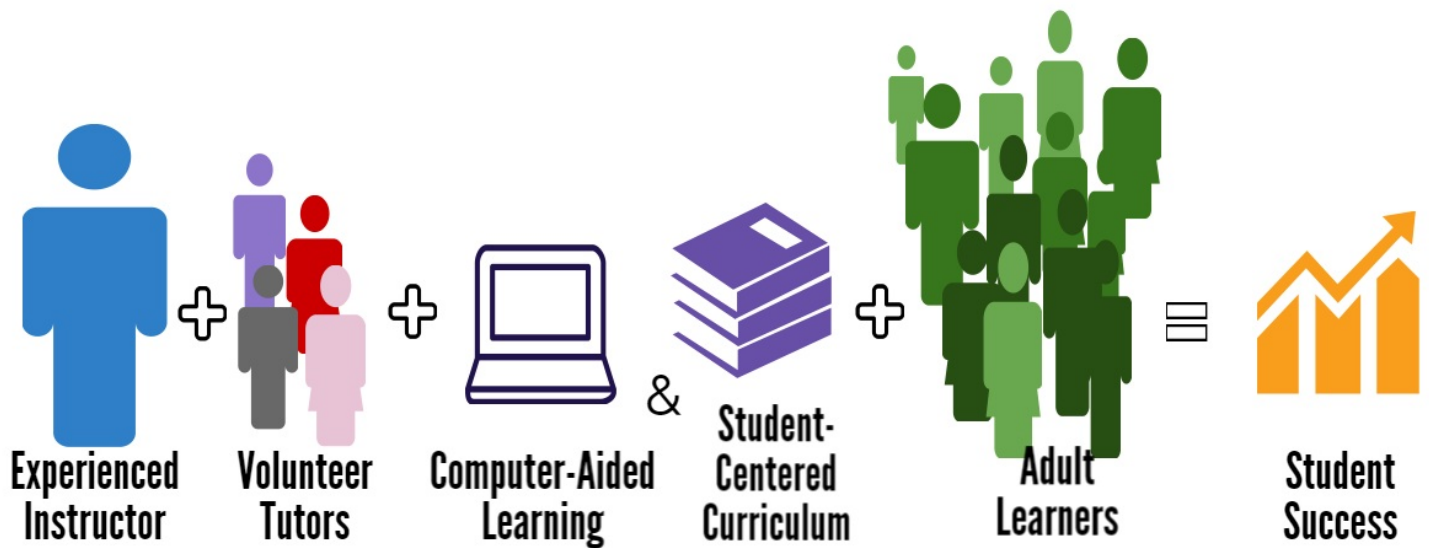 Experienced
Instructor
Volunteer
Tutors
Computer-Aided
Learning
&
Student-
Centered
Curriculum
Adult
Learners
Student
Success